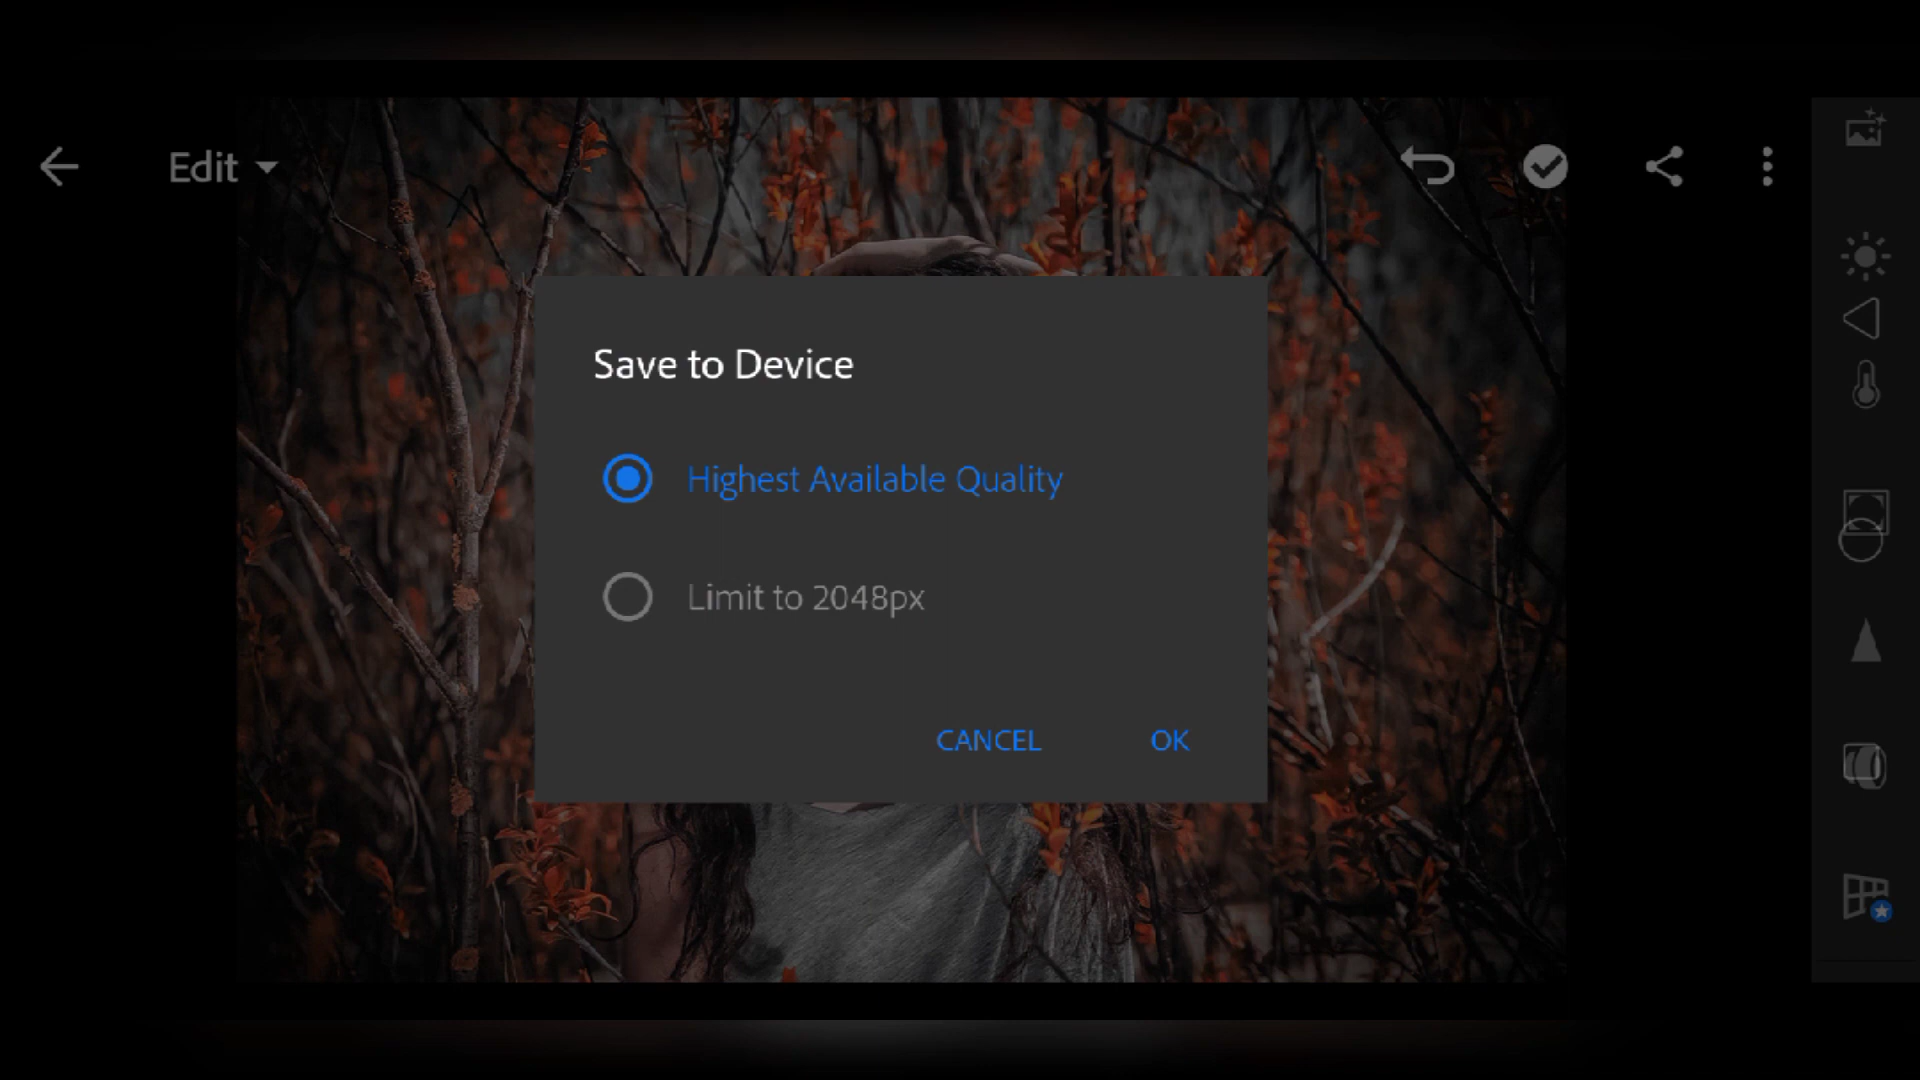 Edit
Save to Device
Highest Available Quality
Limit to 2048px
CANCEL OK